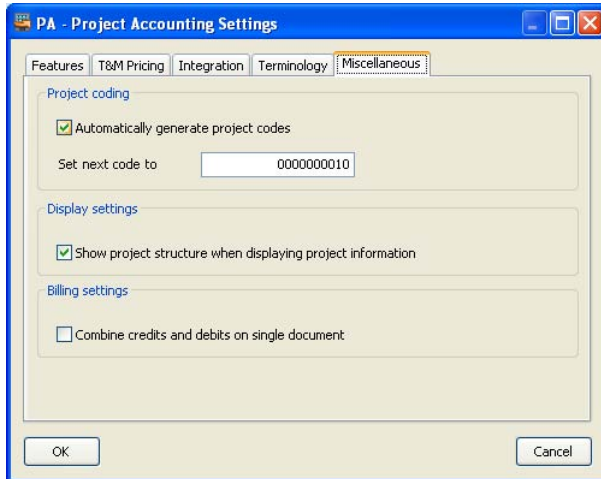 PA - Project Accounting Settings
Features T&M Pricing Integration Terminology Miscellaneous
Project coding
Automatically generate project codes
Set next code to 0000000010
Display settings
Show project structure when displaying project information
Billing settings
Combine credits and debits on single document
OK Cancel